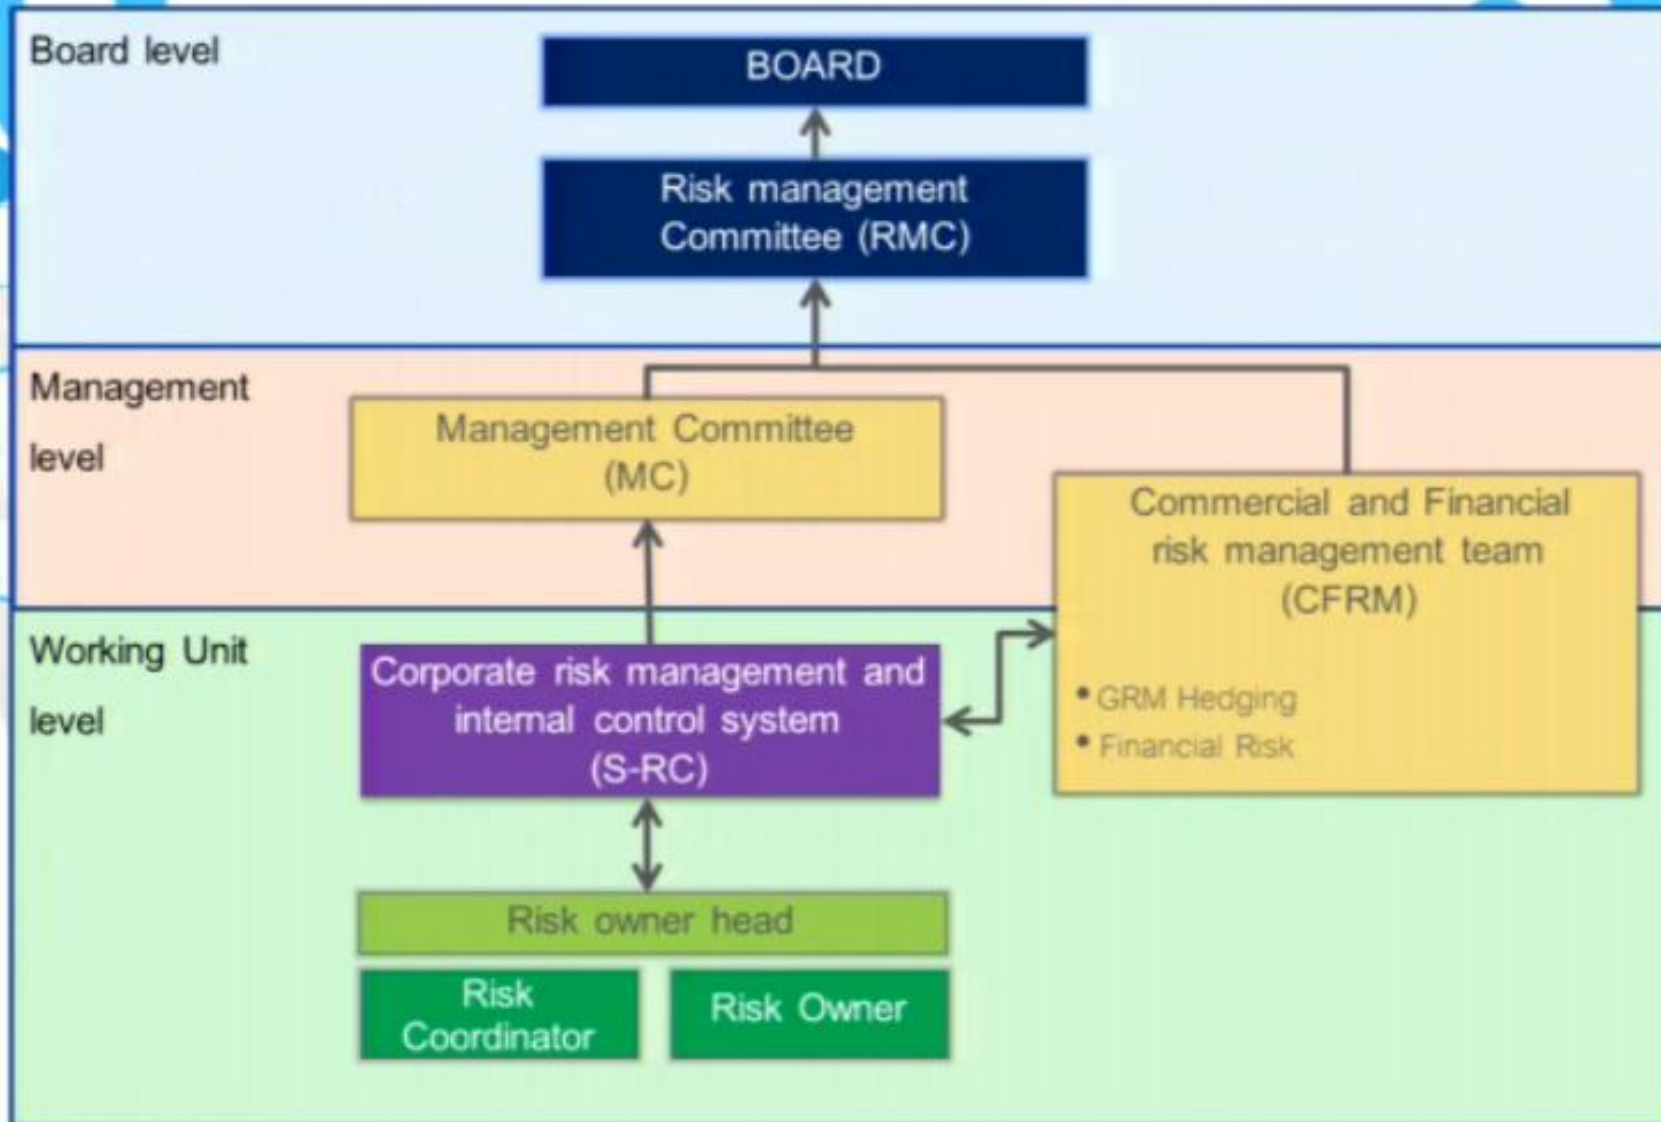 Board level
BOARD
Risk management
Committee (RMC)
Management
level
Management Committee
(MC)
Commercial and Financial
risk management team
(CFRM)
• GRM Hedging
• Financial Risk
Working Unit
level
Corporate risk management and
internal control system
(S-RC)
Risk owner head
Risk
Coordinator
Risk Owner